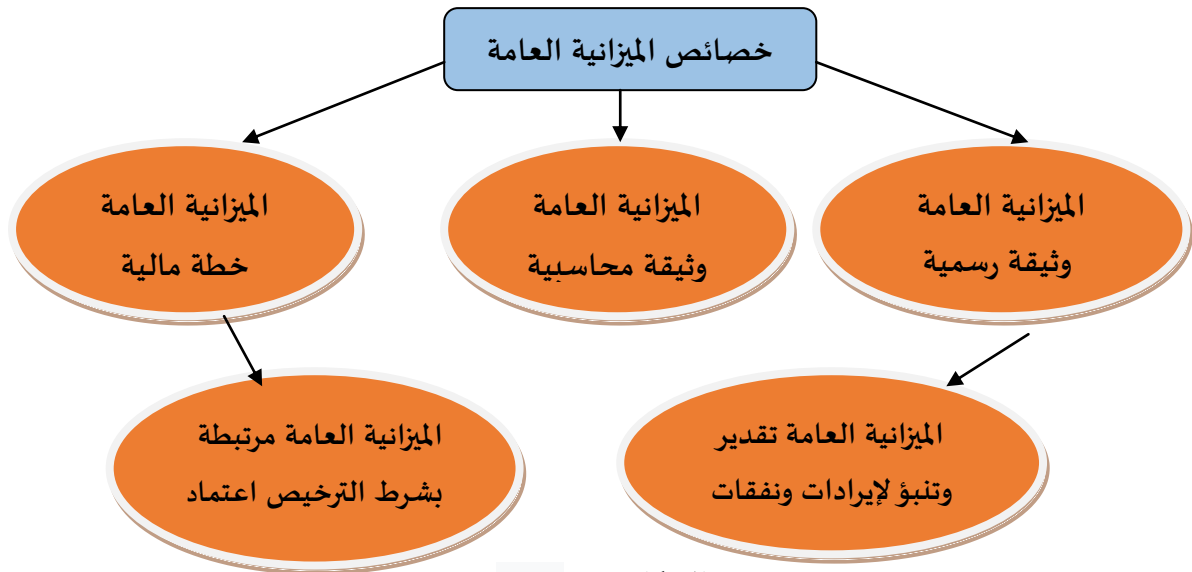 خصائص الميزانية العامة
الميزانية العامة
وثيقة رسمية
الميزانية العامة
وثيقة محاسبية
الميزانية العامة
خطة مالية
الميزانية العامة تقدير
وتنبؤ لإيرادات ونفقات
الميزانية العامة مرتبطة
بشرط الترخيص اعتماد